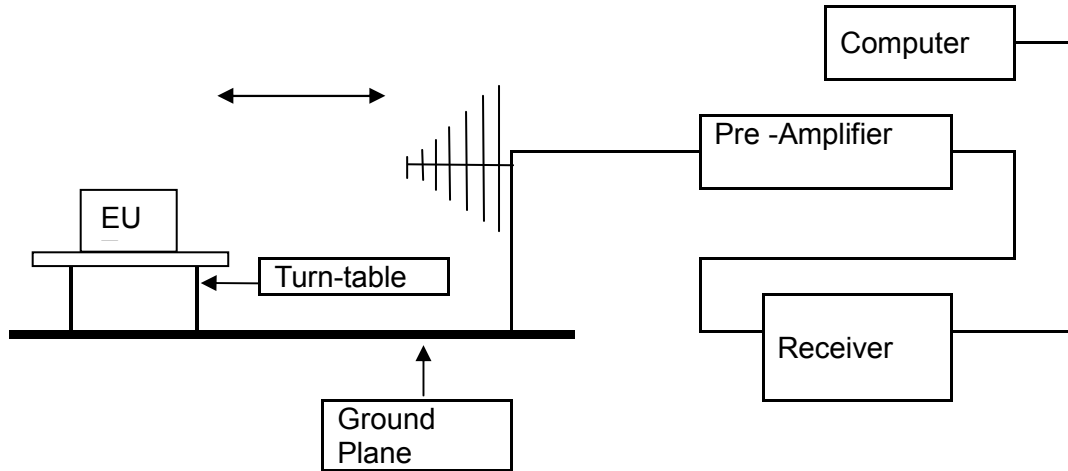 Computer
Pre -Amplifier
EU
Turn-table
Receiver
Ground
Plane